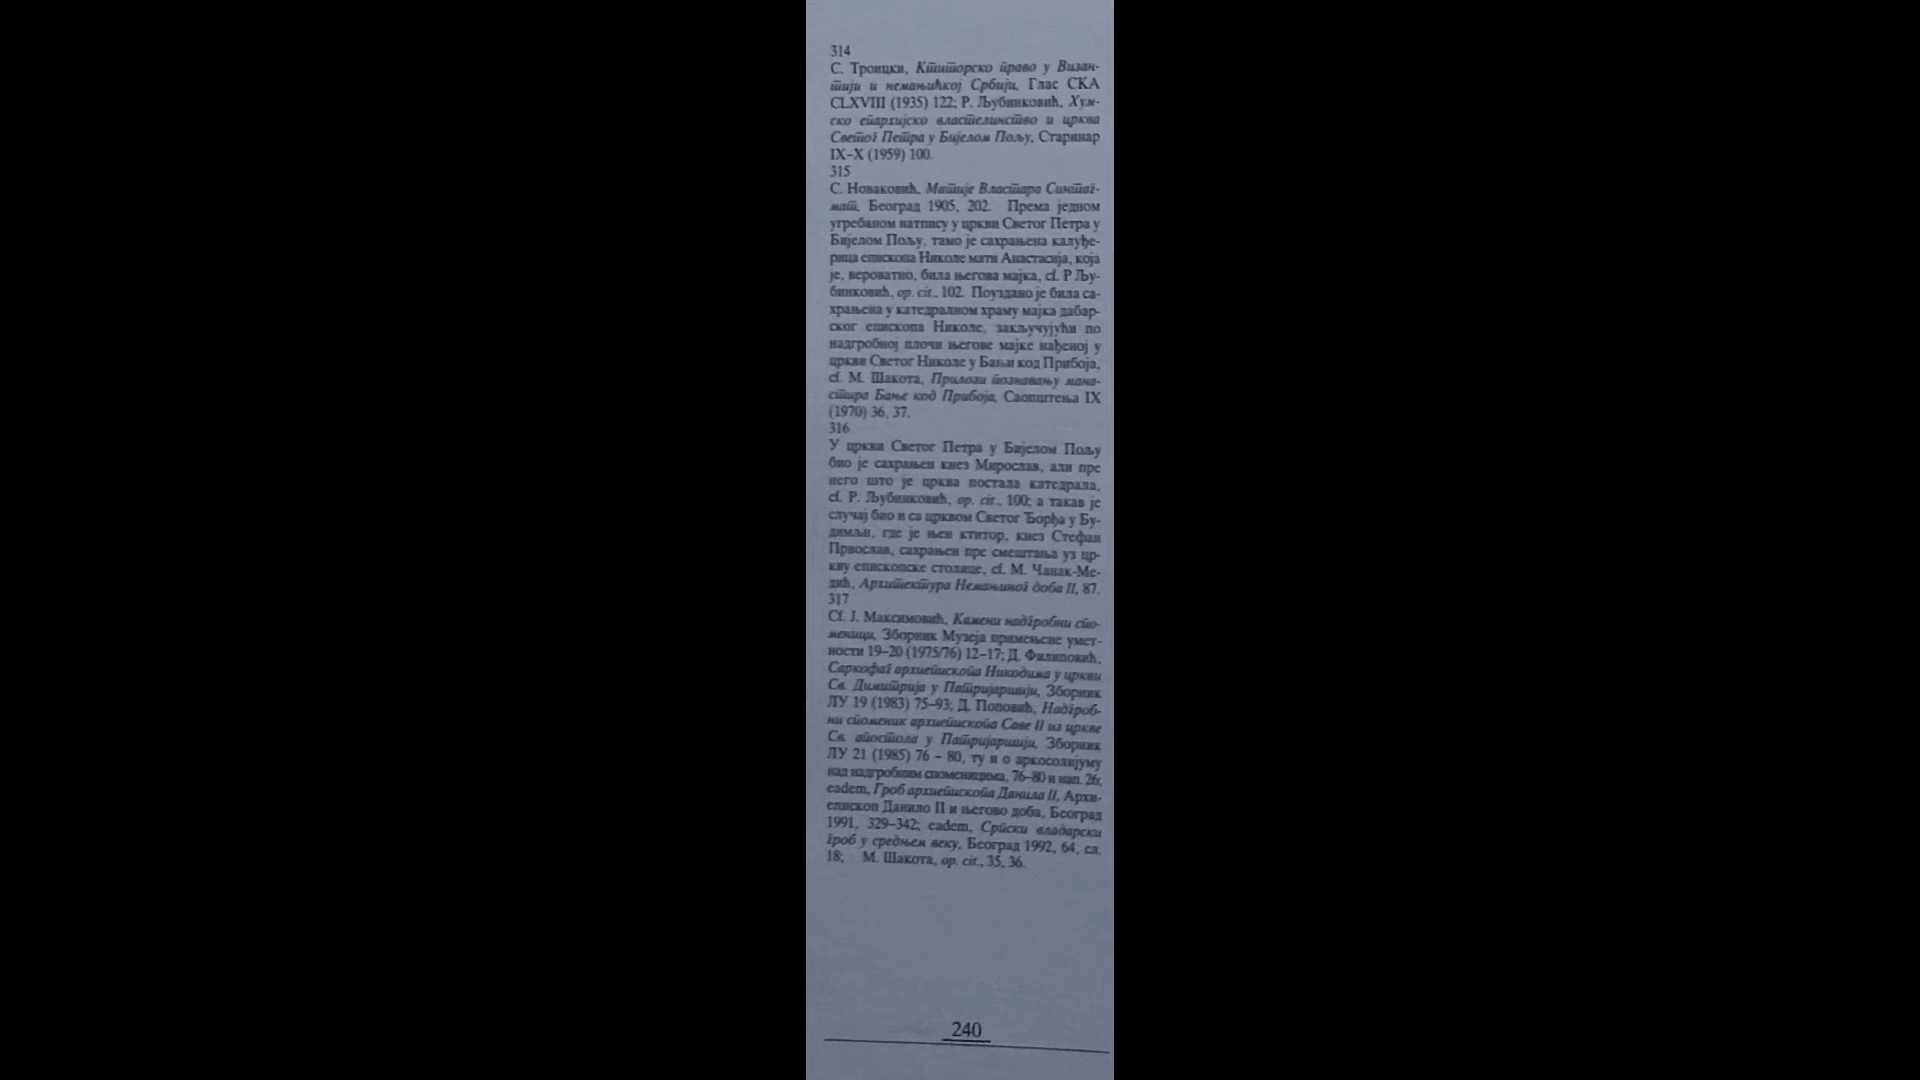 314
С. Троицки, Ктиторско право у Визан-
тији и немањићкој Србији, Глас СКА
CLXVIII (1935) 122; Р. Љубинковић, Хум-
ско епархијско властелинство и црква
Светог Петра у Бијелом Пољу, Старинар
IX–X (1959) 100.
315
С. Новаковић, Матије Властара Синтаг-
мат, Београд 1905, 202. Према једном
угребаном натпису у цркви Светог Петра у
Бијелом Пољу, тамо је сахрањена калуђе-
рица епископа Николе мати Анастасија, која
је, вероватно, била његова мајка, cf. Р Љу-
бинковић, op. cit., 102. Поуздано је била са-
храњена у катедралном храму мајка дабар-
ског епископа Николе, закључујући по
надгробној плочи његове мајке нађеној у
цркви Светог Николе у Бањи код Прибоја,
cf. М. Шакота, Прилози познавању мана-
стира Бање код Прибоја, Саопштења IX
(1970) 36, 37.
316
У цркви Светог Петра у Бијелом Пољу
био је сахрањен кнез Мирослав, али пре
него што је црква постала катедрала,
cf. Р. Љубинковић, op. cit., 100; а такав је
случај био и са црквом Светог Ђорђа у Бу-
димљи, где је њен ктитор, кнез Стефан
Првослав, сахрањен пре смештања уз цр-
кву епископске столице, cf. М. Чанак-Ме-
дић, Архитектура Немањиног доба II, 87.
317
Cf. Ј. Максимовић, Камени надгробни спо-
меници, Зборник Музеја примењене умет-
ности 19–20 (1975/76) 12–17; Д. Филиповић,
Саркофаг архиепископа Никодима у цркви
Св. Димитрија у Патријаршији, Зборник
ЛУ 19 (1983) 75–93; Д. Поповић, Надгроб-
ни споменик архиепископа Саве II из цркве
Св. апостола у Патријаршији, Зборник
ЛУ 21 (1985) 76 – 80, ту и о аркосолијуму
над надгробним споменицима, 76–80 и нап. 26;
eadem, Гроб архиепископа Данила II, Архи-
епископ Данило II и његово доба, Београд
1991, 329–342; eadem, Српски владарски
гроб у средњем веку, Београд 1992, 64, сл.
18; М. Шакота, op. cit., 35, 36.
240